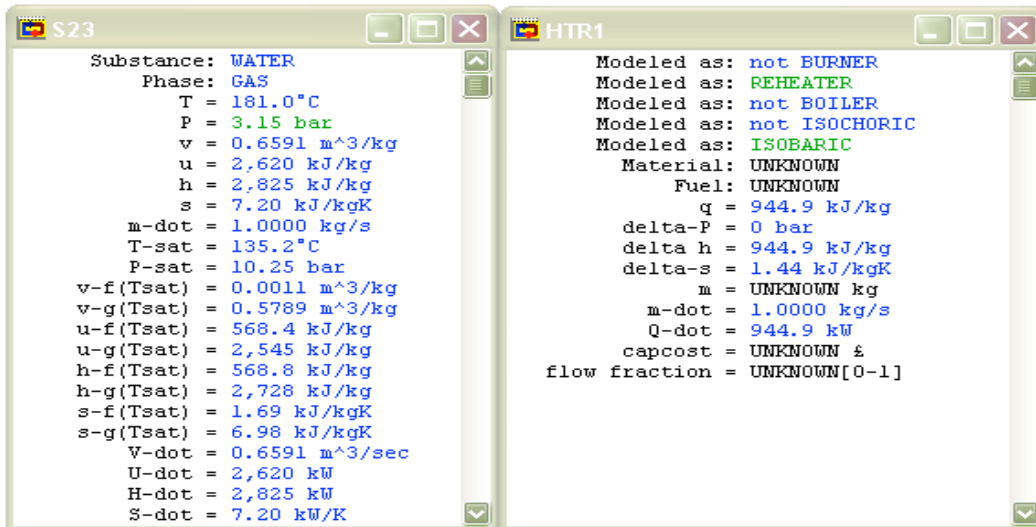 S23
Substance: WATER
Phase: GAS
T = 181.0°C
P = 3.15 bar
v = 0.6591 m^3/kg
u = 2,620 kJ/kg
h = 2,825 kJ/kg
s = 7.20 kJ/kgK
m-dot = 1.0000 kg/s
T-sat = 135.2°C
P-sat = 10.25 bar
v-f(Tsat) = 0.0011 m^3/kg
v-g(Tsat) = 0.5789 m^3/kg
u-f(Tsat) = 568.4 kJ/kg
u-g(Tsat) = 2,545 kJ/kg
h-f(Tsat) = 568.8 kJ/kg
h-g(Tsat) = 2,728 kJ/kg
s-f(Tsat) = 1.69 kJ/kgK
s-g(Tsat) = 6.98 kJ/kgK
V-dot = 0.6591 m^3/sec
U-dot = 2,620 kW
H-dot = 2,825 kW
S-dot = 7.20 kW/K
HTR1
Modeled as: not BURNER
Modeled as: REHEATER
Modeled as: not BOILER
Modeled as: not ISOCHORIC
Modeled as: ISOBARIC
Material: UNKNOWN
Fuel: UNKNOWN
q = 944.9 kJ/kg
delta-P = 0 bar
delta h = 944.9 kJ/kg
delta-s = 1.44 kJ/kgK
m = UNKNOWN kg
m-dot = 1.0000 kg/s
Q-dot = 944.9 kW
capcost = UNKNOWN £
flow fraction = UNKNOWN[0-1]